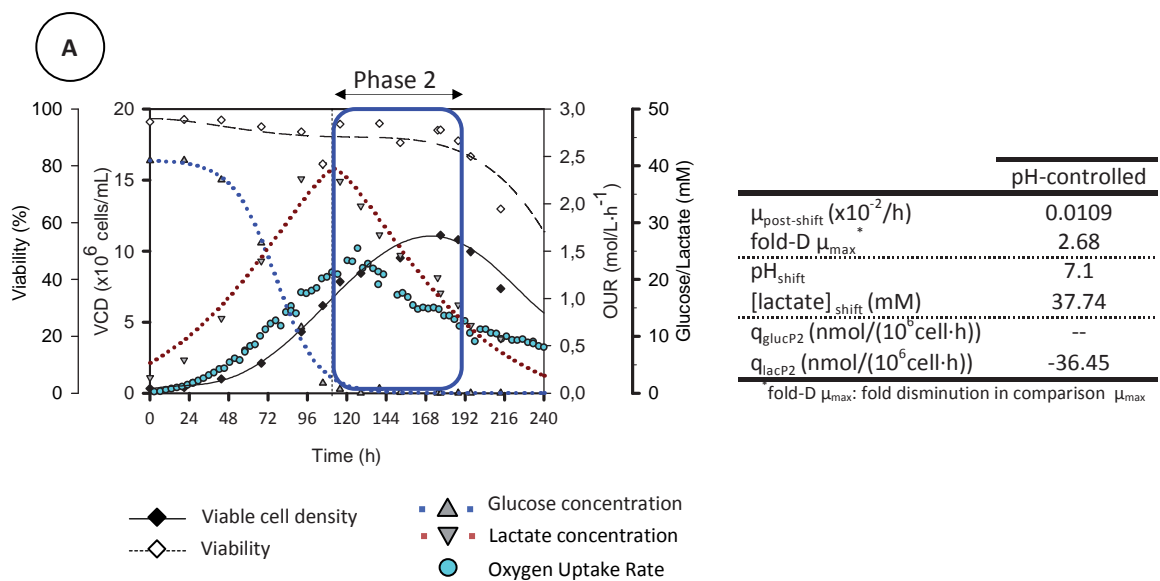 A
Phase 2
Viability (%)
100
80
60
40
20
0
VCD (x10⁶ cells/mL)
20
15
10
5
0
3,0
2,5
2,0
1,5
1,0
0,5
0,0
OUR (mol/L·h⁻¹)
50
40
30
20
10
0
Glucose/Lactate (mM)
0 24 48 72 96 120 144 168 192 216 240
Time (h)
Viable cell density
Viability
Glucose concentration
Lactate concentration
Oxygen Uptake Rate
pH-controlled
μpost-shift (x10⁻²/h) 0.0109
fold-D μmax* 2.68
pHshift 7.1
[lactate]shift (mM) 37.74
qglucP2 (nmol/(10⁶cell·h)) --
qlacP2 (nmol/(10⁶cell·h)) -36.45
*fold-D μmax: fold disminution in comparison μmax